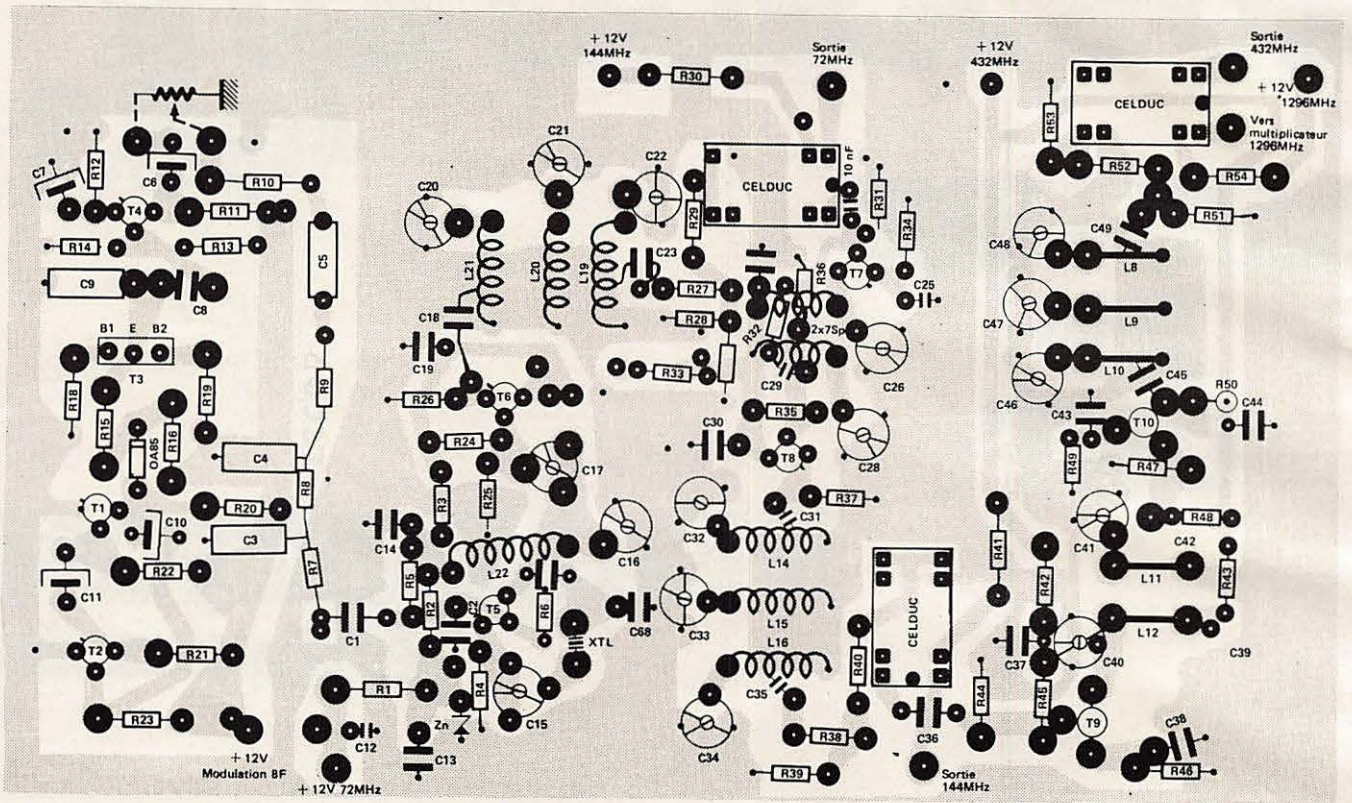 + 12V
144MHz
R30
Sortie
72MHz
+ 12V
432MHz
Sortie
432MHz
CELDUC
+ 12V
1296MHz
Vers
multiplicateur
1296MHz
R53
R52
R54
R51
C7
R12
C6
R10
T4
R11
R14
R13
C5
C9
C8
C21
C20
C22
L21
L20
L19
C23
C18
C19
CELDUC
10 nF
R29
R31
R34
T7
R36
C25
R27
R28
R32
2x7Sp
R33
C29
C26
C48
C49
L8
C47
L9
L10
C46
C45
R50
C43
T10
C44
R49
R47
B1 E B2
T3
R18
R19
R9
R15
OA85
R16
C4
R8
T1
C10
R20
C3
R22
R7
C11
C1
T2
R21
R23
+ 12V
Modulation BF
R26
T6
R24
C17
R3
R25
C14
C16
L22
R5
R2
C2
T5
R6
XTL
R1
R4
Zn
C15
C12
C13
+ 12V 72MHz
R35
C30
T8
C28
R37
C32
C31
L14
C68
C33
L15
L16
C35
C34
R40
CELDUC
R38
R39
C36
Sortie
144MHz
R41
C41
R48
C42
R42
L11
R43
L12
C37
C40
C39
R44
R45
T9
C38
R46